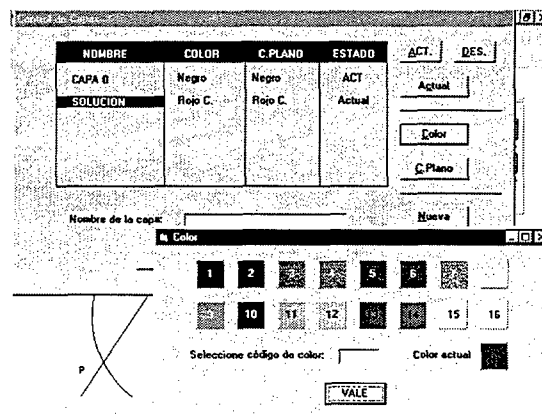 Control de Capas
NOMBRE COLOR C.PLANO ESTADO
ACT. DES.
CAPA 0 Negro Negro ACT
SOLUCION Rojo C. Rojo C. Actual
Actual
Color
C.Plano
Nombre de la capa:
Nueva
Color
1 2 5 6
10 11 12 15 16
Seleccione código de color: Color actual
P
VALE